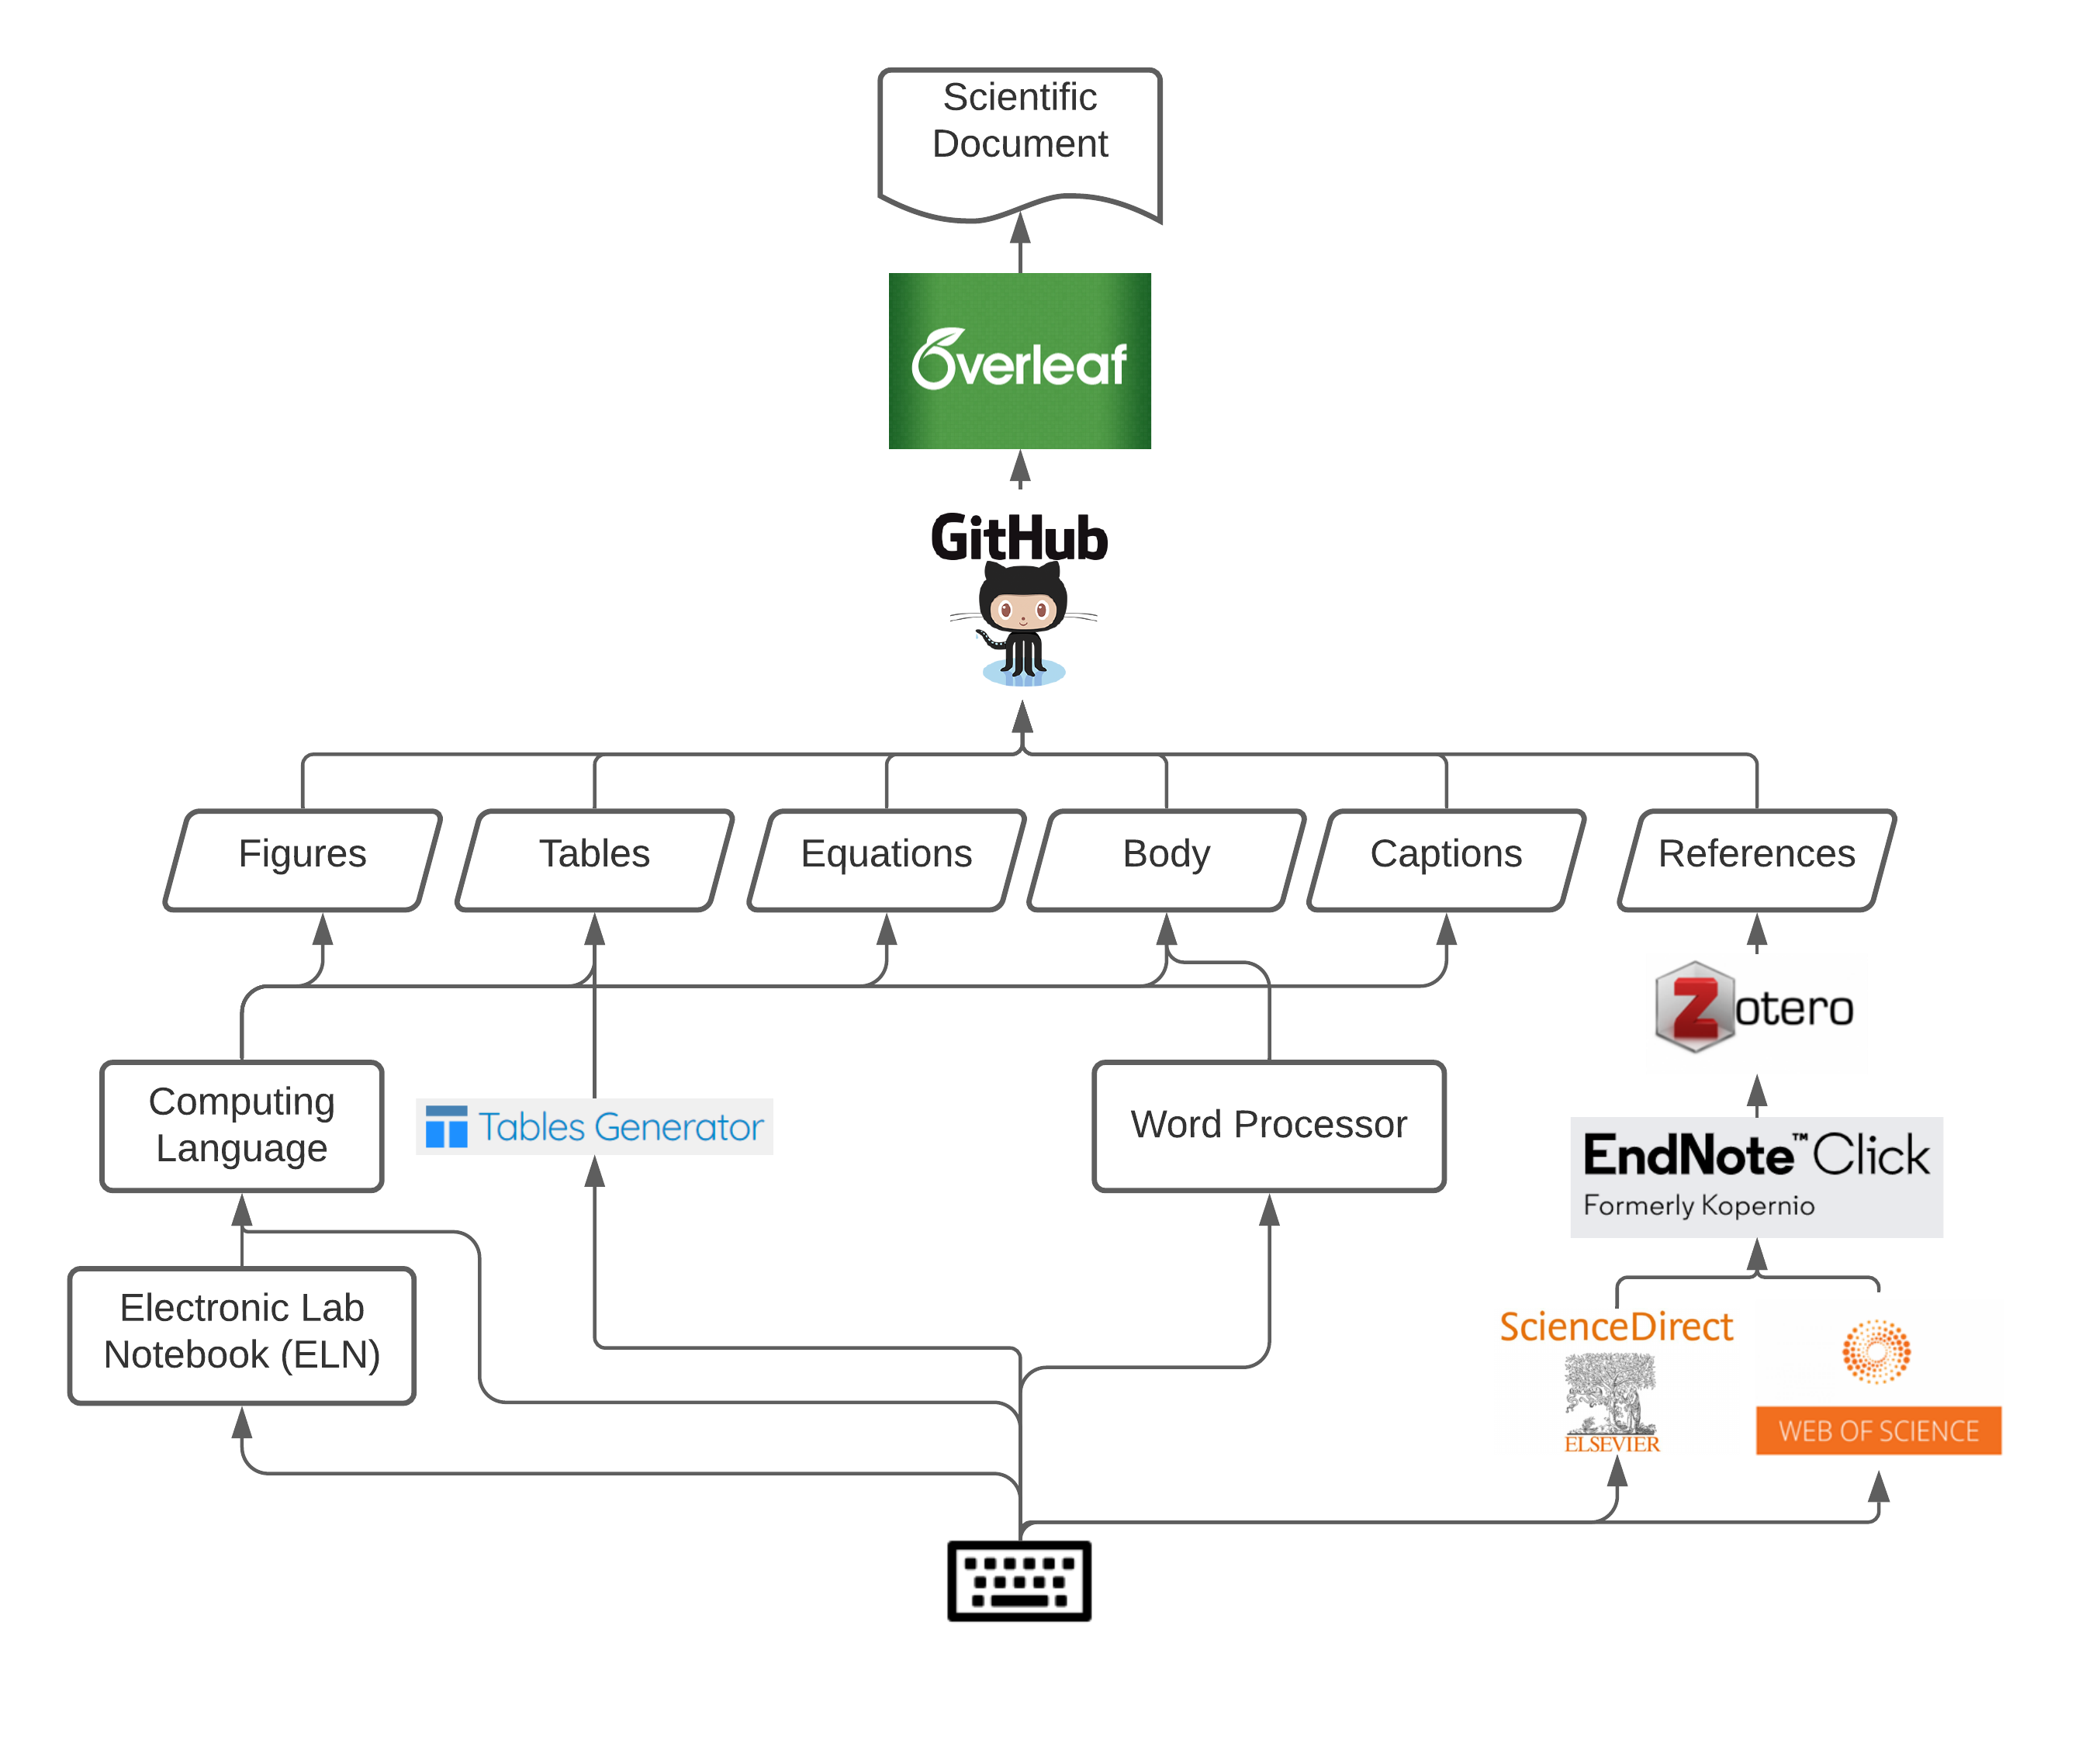 Scientific
Document
Overleaf
GitHub
Figures
Tables
Equations
Body
Captions
References
Zotero
Computing
Language
Tables Generator
Word Processor
EndNote™ Click
Formerly Kopernio
Electronic Lab
Notebook (ELN)
ScienceDirect
ELSEVIER
WEB OF SCIENCE